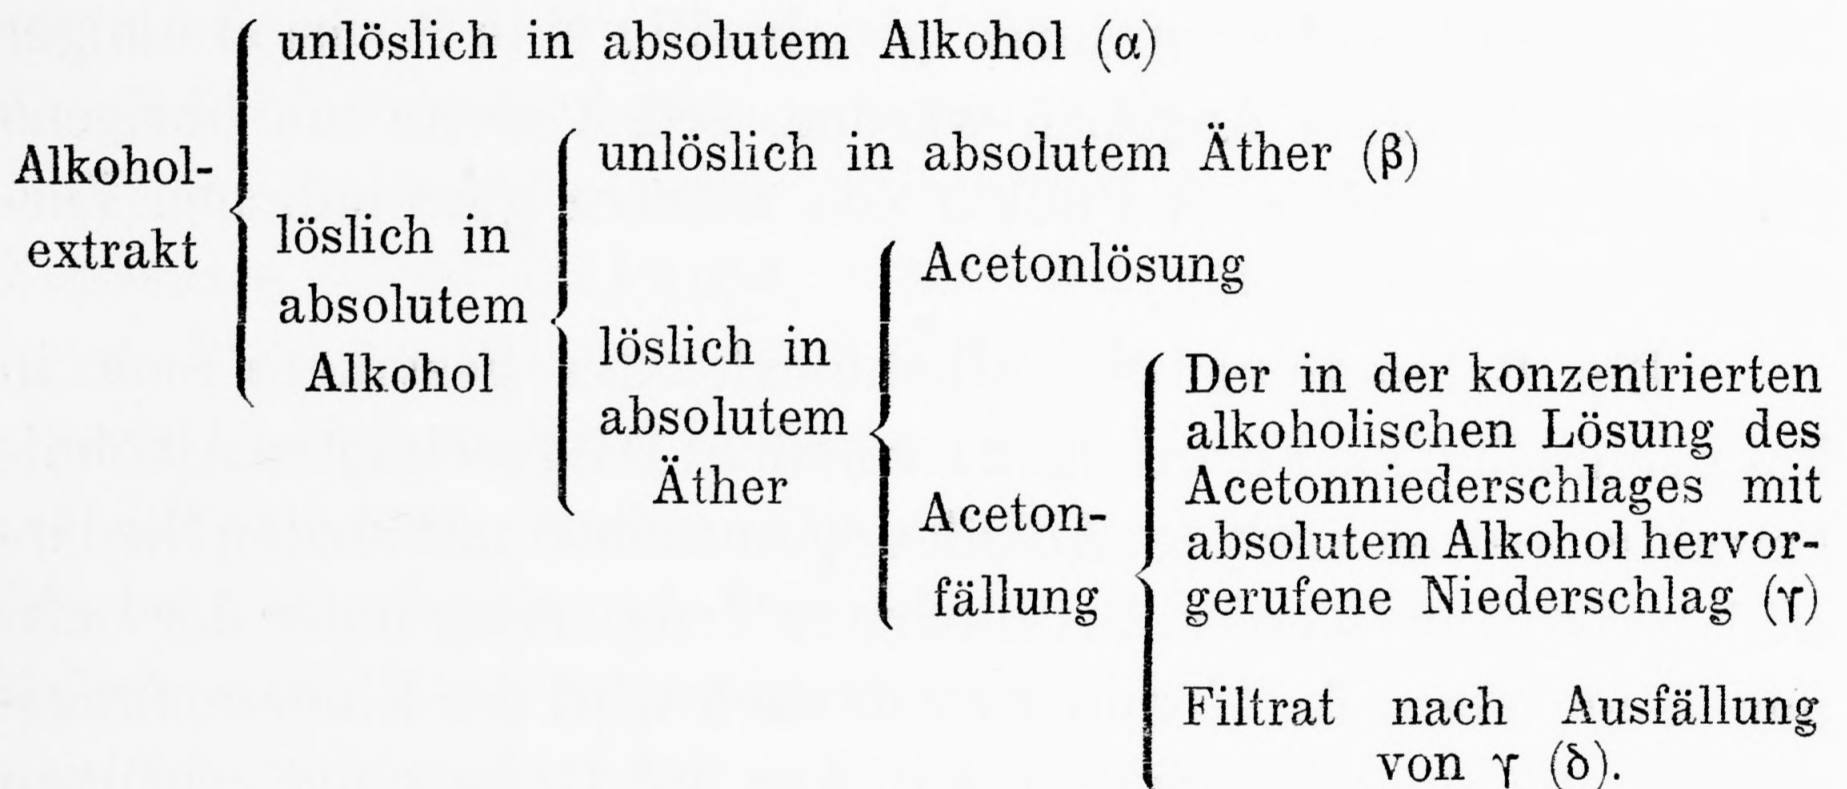 Alkohol-
extrakt
unlöslich in absolutem Alkohol (α)
löslich in
absolutem
Alkohol
unlöslich in absolutem Äther (β)
löslich in
absolutem
Äther
Acetonlösung
Aceton-
fällung
Der in der konzentrierten
alkoholischen Lösung des
Acetonniederschlages mit
absolutem Alkohol hervor-
gerufene Niederschlag (γ)
Filtrat nach Ausfällung
von γ (δ).